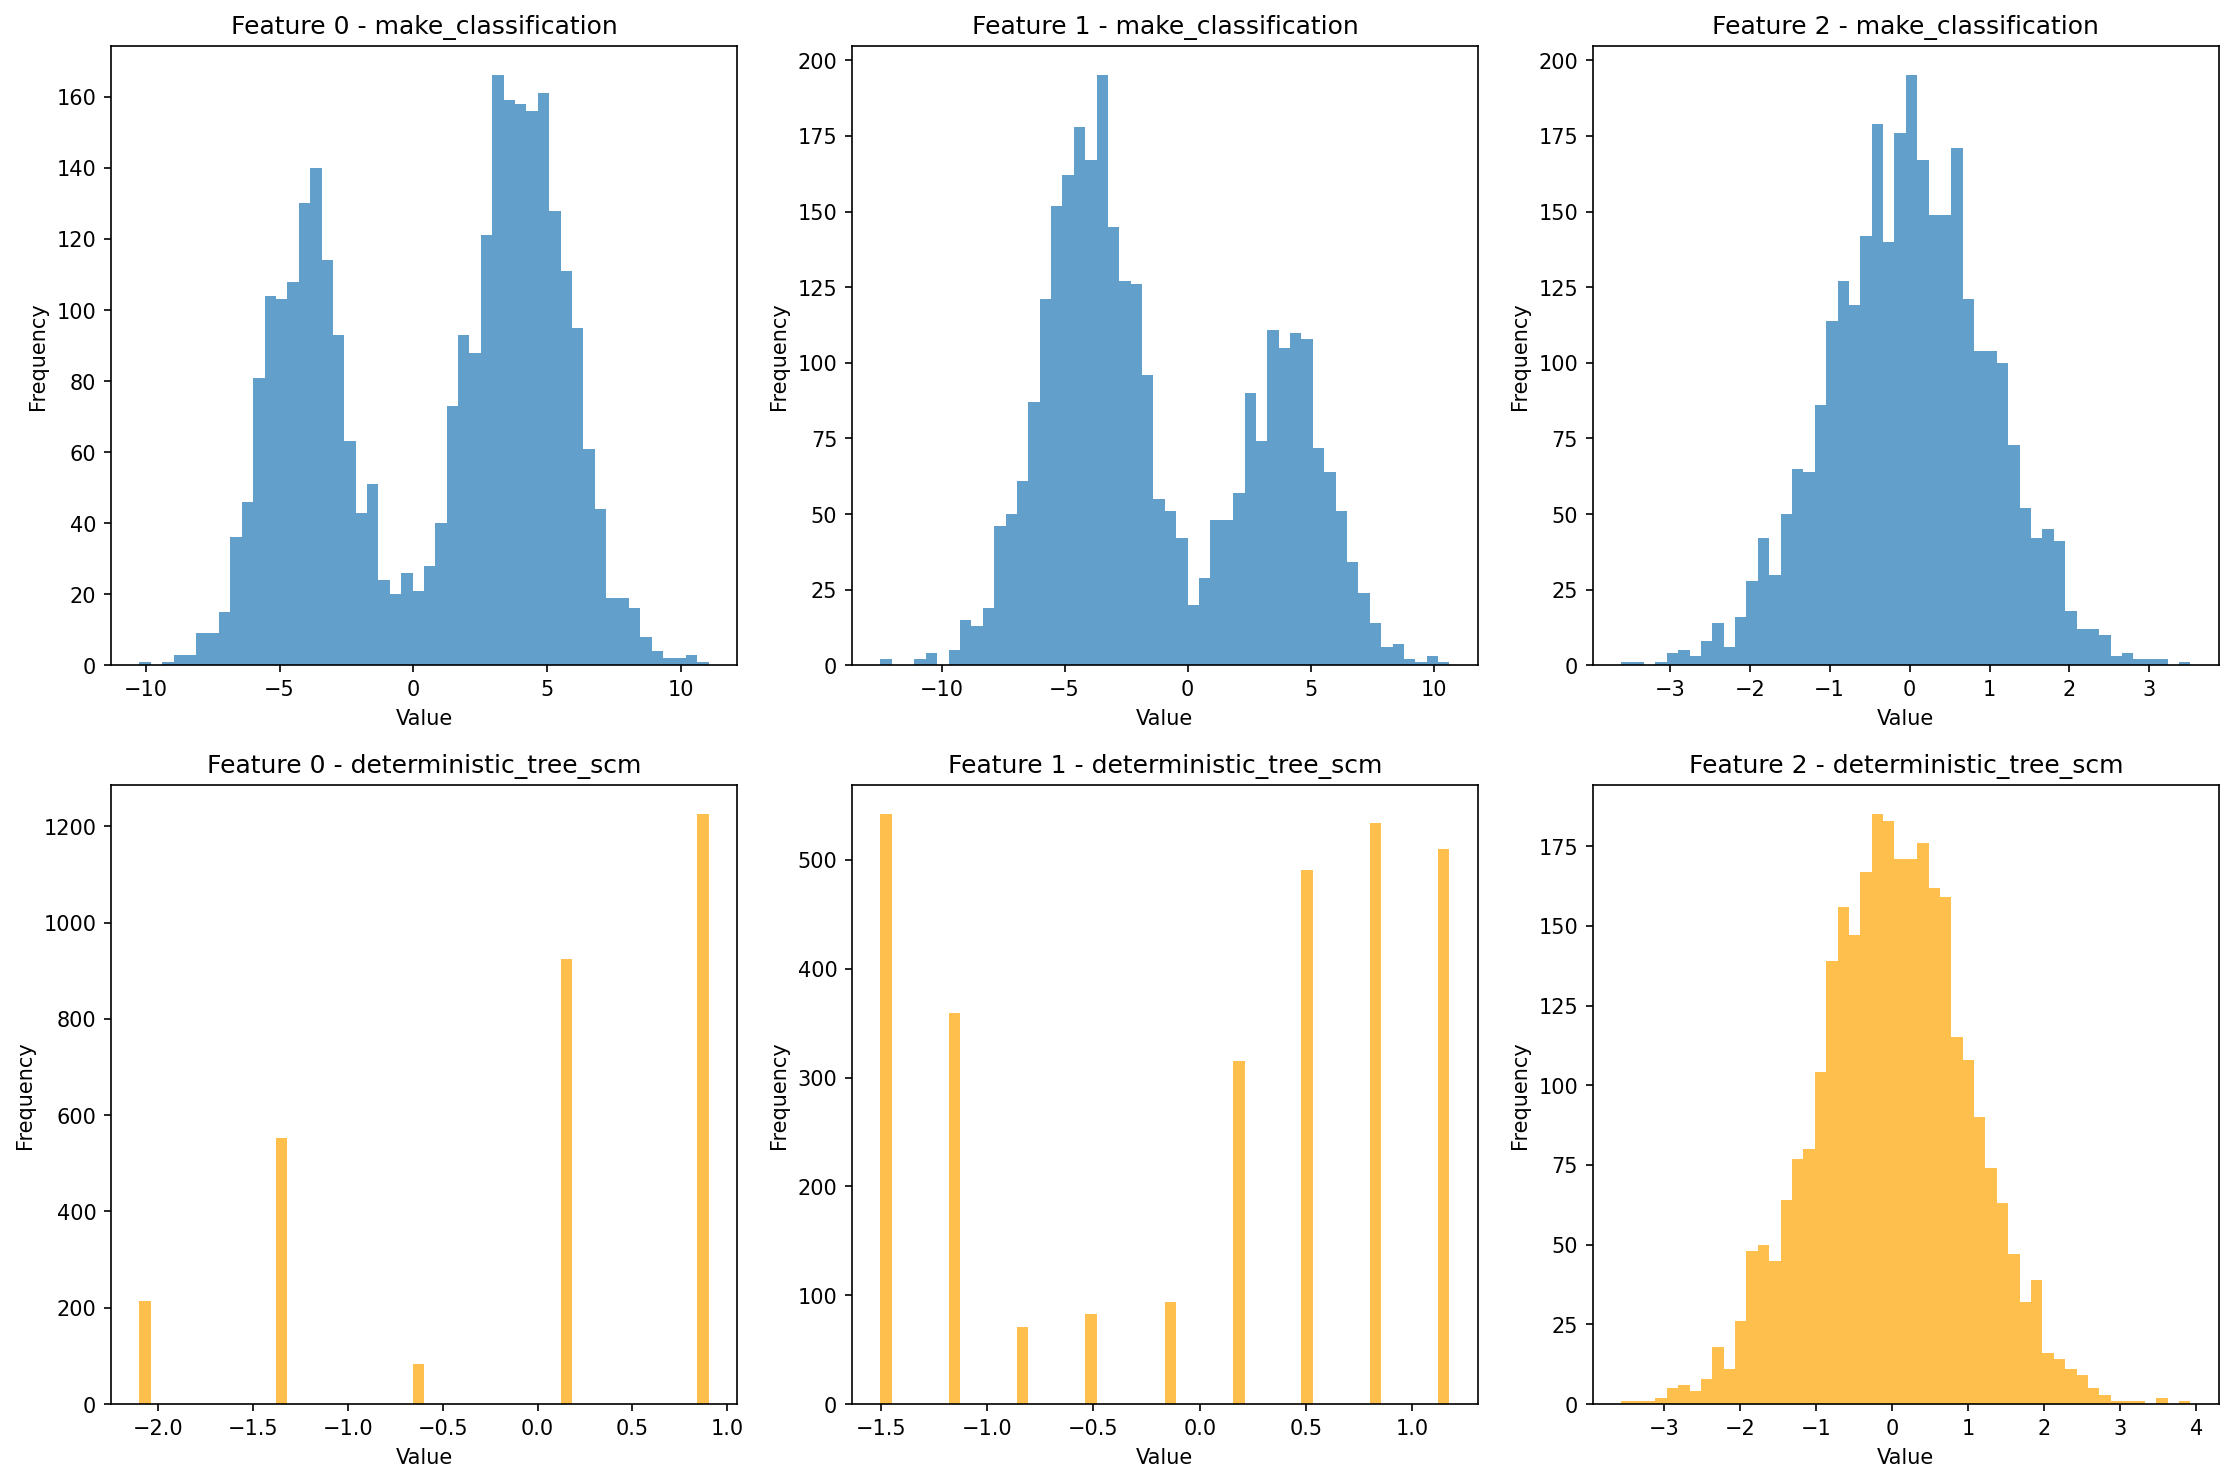 Feature 0 - make_classification
Feature 1 - make_classification
Feature 2 - make_classification
Frequency
160
140
120
100
80
60
40
20
0
−10 −5 0 5 10
Value
Frequency
200
175
150
125
100
75
50
25
0
−10 −5 0 5 10
Value
Frequency
200
175
150
125
100
75
50
25
0
−3 −2 −1 0 1 2 3
Value
Feature 0 - deterministic_tree_scm
Feature 1 - deterministic_tree_scm
Feature 2 - deterministic_tree_scm
Frequency
1200
1000
800
600
400
200
0
−2.0 −1.5 −1.0 −0.5 0.0 0.5 1.0
Value
Frequency
500
400
300
200
100
0
−1.5 −1.0 −0.5 0.0 0.5 1.0
Value
Frequency
175
150
125
100
75
50
25
0
−3 −2 −1 0 1 2 3 4
Value